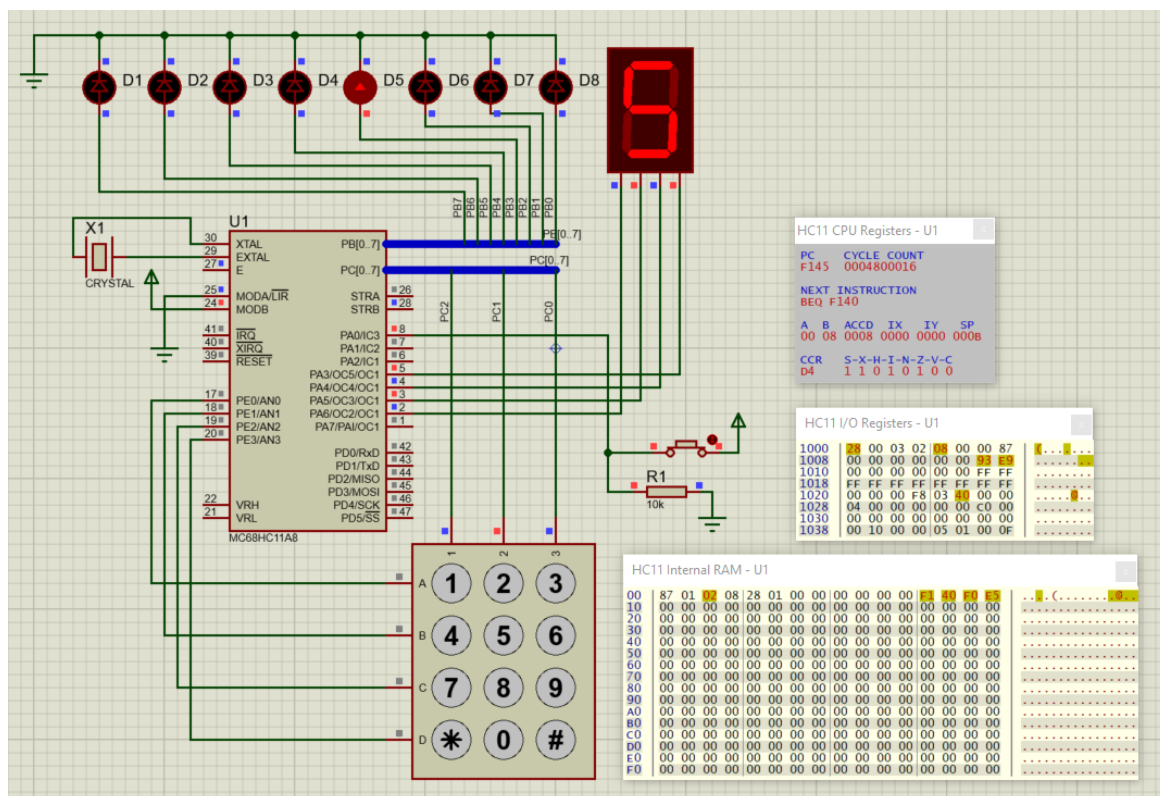 D1 D2 D3 D4 D5 D6 D7 D8
PB7 PB6 PB5 PB4 PB3 PB2 PB1 PB0
PB[0..7]
PC[0..7]
X1
CRYSTAL
U1
30 XTAL
29 EXTAL
27 E
25 MODA/LIR
24 MODB
41 IRQ
40 XIRQ
39 RESET
17 PE0/AN0
18 PE1/AN1
19 PE2/AN2
20 PE3/AN3
22 VRH
21 VRL
PB[0..7]
PC[0..7]
STRA 26
STRB 28
PA0/IC3 8
PA1/IC2 7
PA2/IC1 6
PA3/OC5/OC1 5
PA4/OC4/OC1 4
PA5/OC3/OC1 3
PA6/OC2/OC1 2
PA7/PAI/OC1 1
PD0/RxD 42
PD1/TxD 43
PD2/MISO 44
PD3/MOSI 45
PD4/SCK 46
PD5/SS 47
MC68HC11A8
PC2 PC1 PC0
R1
10k
1 2 3
A 1 2 3
B 4 5 6
C 7 8 9
D * 0 #
5
HC11 CPU Registers - U1
PC CYCLE COUNT
F145 0004800016
NEXT INSTRUCTION
BEQ F140
A B ACCD IX IY SP
00 08 0008 0000 0000 000B
CCR S-X-H-I-N-Z-V-C
D4 1 1 0 1 0 1 0 0
HC11 I/O Registers - U1
1000 28 00 03 02 08 00 00 87 (.......
1008 00 00 00 00 00 00 93 E9 ........
1010 00 00 00 00 00 00 FF FF ........
1018 FF FF FF FF FF FF FF FF ........
1020 00 00 00 F8 03 40 00 00 .....@..
1028 04 00 00 00 00 00 C0 00 ........
1030 00 00 00 00 00 00 00 00 ........
1038 00 10 00 00 05 01 00 0F ........
HC11 Internal RAM - U1
00 87 01 02 08 28 01 00 00 00 00 00 00 F1 40 F0 E5 ....(........@..
10 00 00 00 00 00 00 00 00 00 00 00 00 00 00 00 00 ................
20 00 00 00 00 00 00 00 00 00 00 00 00 00 00 00 00 ................
30 00 00 00 00 00 00 00 00 00 00 00 00 00 00 00 00 ................
40 00 00 00 00 00 00 00 00 00 00 00 00 00 00 00 00 ................
50 00 00 00 00 00 00 00 00 00 00 00 00 00 00 00 00 ................
60 00 00 00 00 00 00 00 00 00 00 00 00 00 00 00 00 ................
70 00 00 00 00 00 00 00 00 00 00 00 00 00 00 00 00 ................
80 00 00 00 00 00 00 00 00 00 00 00 00 00 00 00 00 ................
90 00 00 00 00 00 00 00 00 00 00 00 00 00 00 00 00 ................
A0 00 00 00 00 00 00 00 00 00 00 00 00 00 00 00 00 ................
B0 00 00 00 00 00 00 00 00 00 00 00 00 00 00 00 00 ................
C0 00 00 00 00 00 00 00 00 00 00 00 00 00 00 00 00 ................
D0 00 00 00 00 00 00 00 00 00 00 00 00 00 00 00 00 ................
E0 00 00 00 00 00 00 00 00 00 00 00 00 00 00 00 00 ................
F0 00 00 00 00 00 00 00 00 00 00 00 00 00 00 00 00 ................